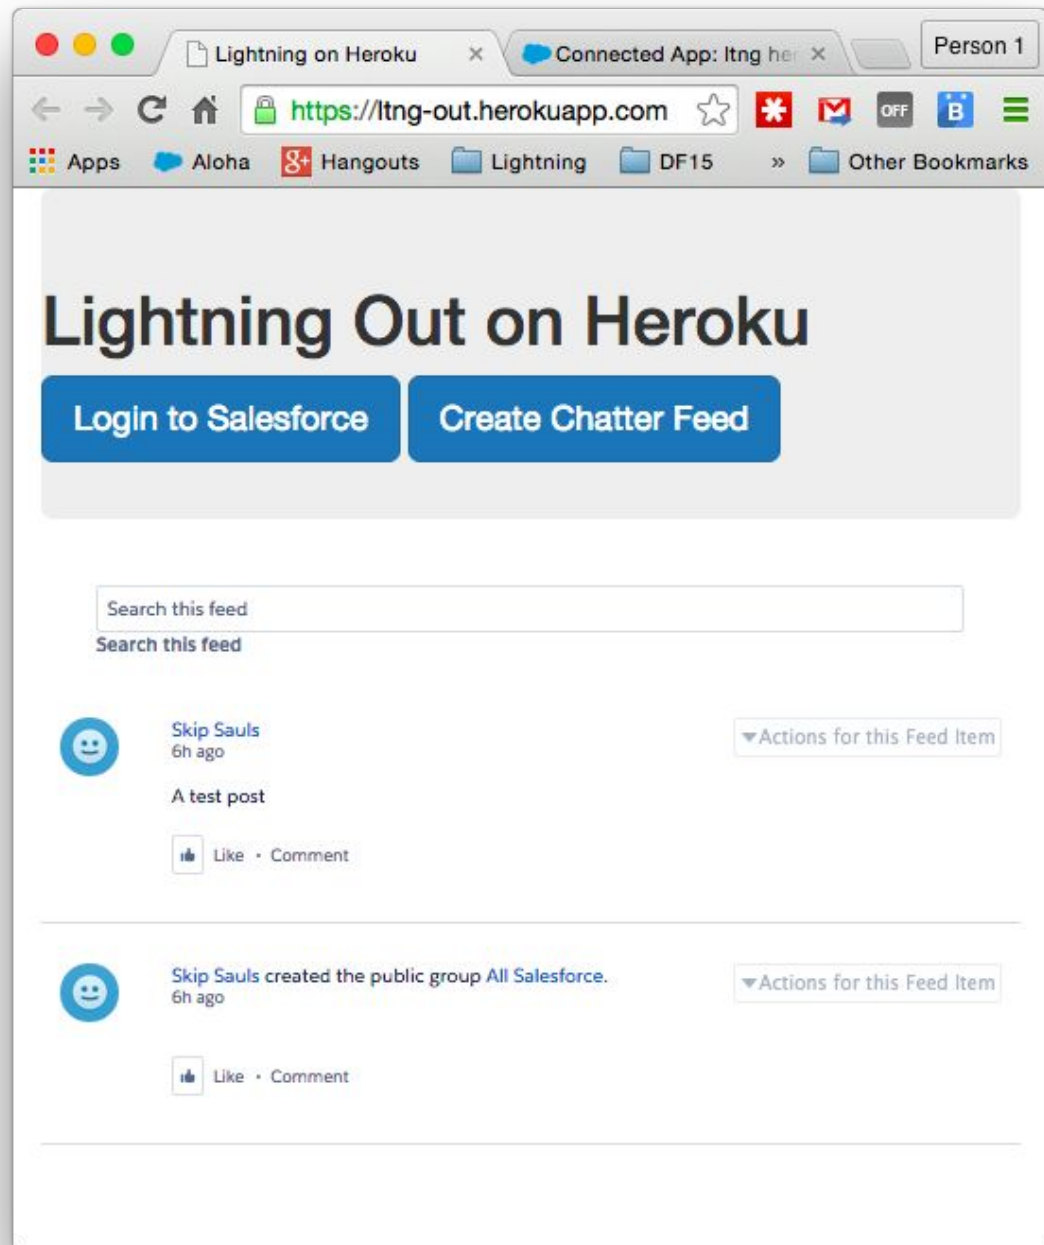 Lightning on Heroku × Connected App: ltng her × Person 1
https://ltng-out.herokuapp.com OFF B
Apps Aloha 8+ Hangouts Lightning DF15 » Other Bookmarks
Lightning Out on Heroku
Login to Salesforce Create Chatter Feed
Search this feed
Search this feed
Skip Sauls Actions for this Feed Item
6h ago
A test post
Like · Comment
Skip Sauls created the public group All Salesforce. Actions for this Feed Item
6h ago
Like · Comment